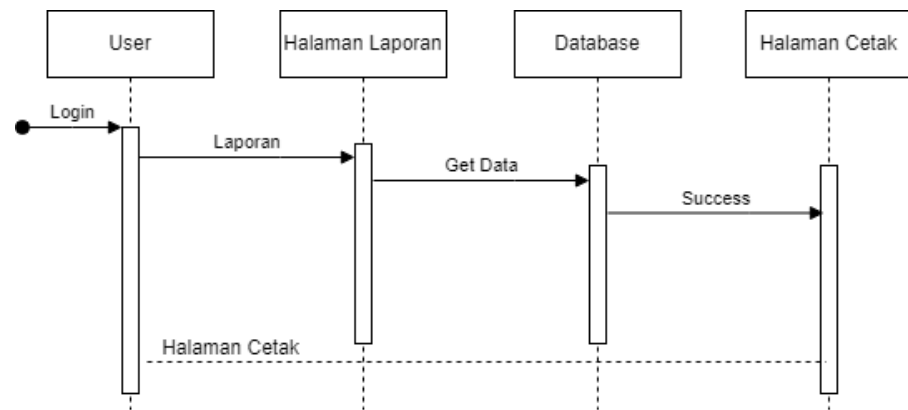 User
Halaman Laporan
Database
Halaman Cetak
Login
Laporan
Get Data
Success
Halaman Cetak